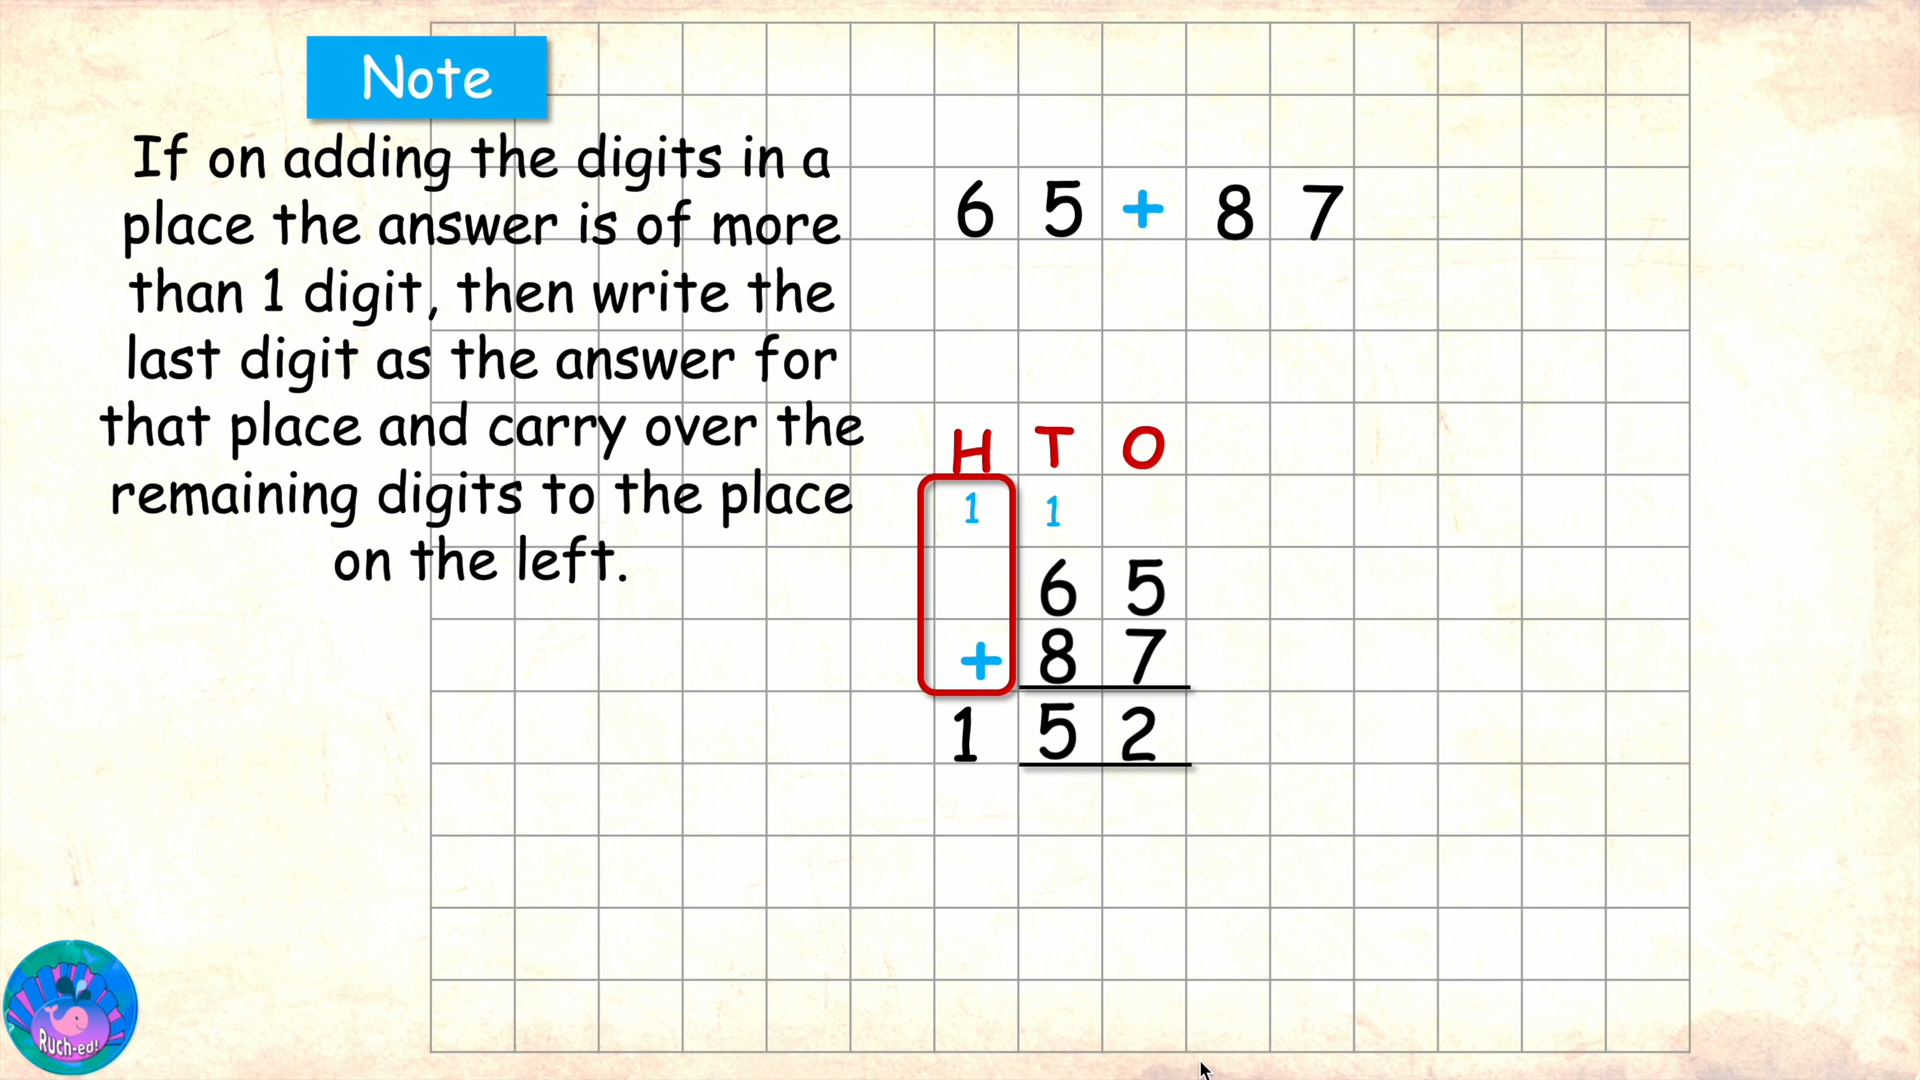 Note
If on adding the digits in a
place the answer is of more
than 1 digit, then write the
last digit as the answer for
that place and carry over the
remaining digits to the place
on the left.
6 5 + 8 7
H T O
1 1
6 5
+ 8 7
1 5 2
Ruch-ed!